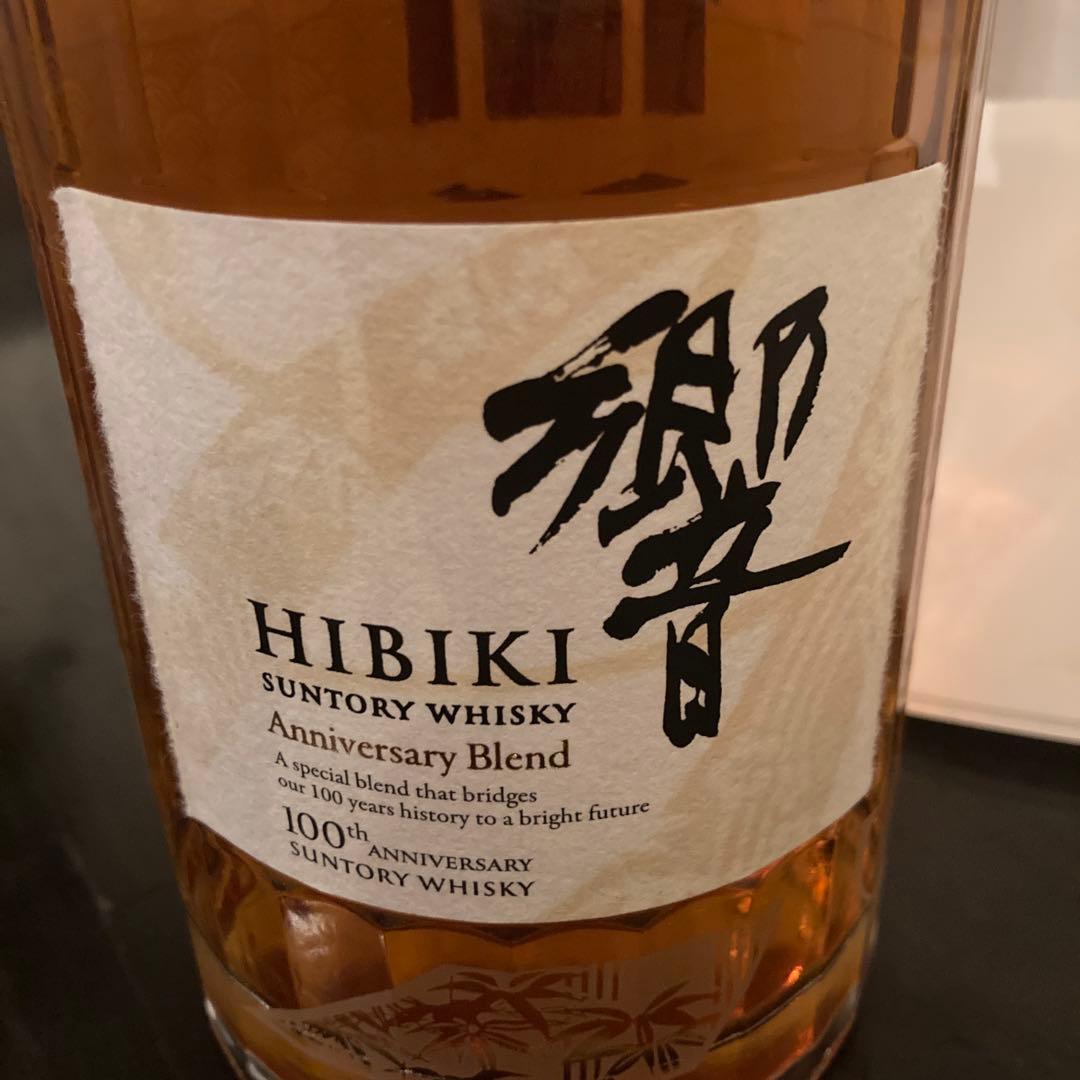 響
HIBIKI
SUNTORY WHISKY
Anniversary Blend
A special blend that bridges
our 100 years history to a bright future
100th ANNIVERSARY
SUNTORY WHISKY